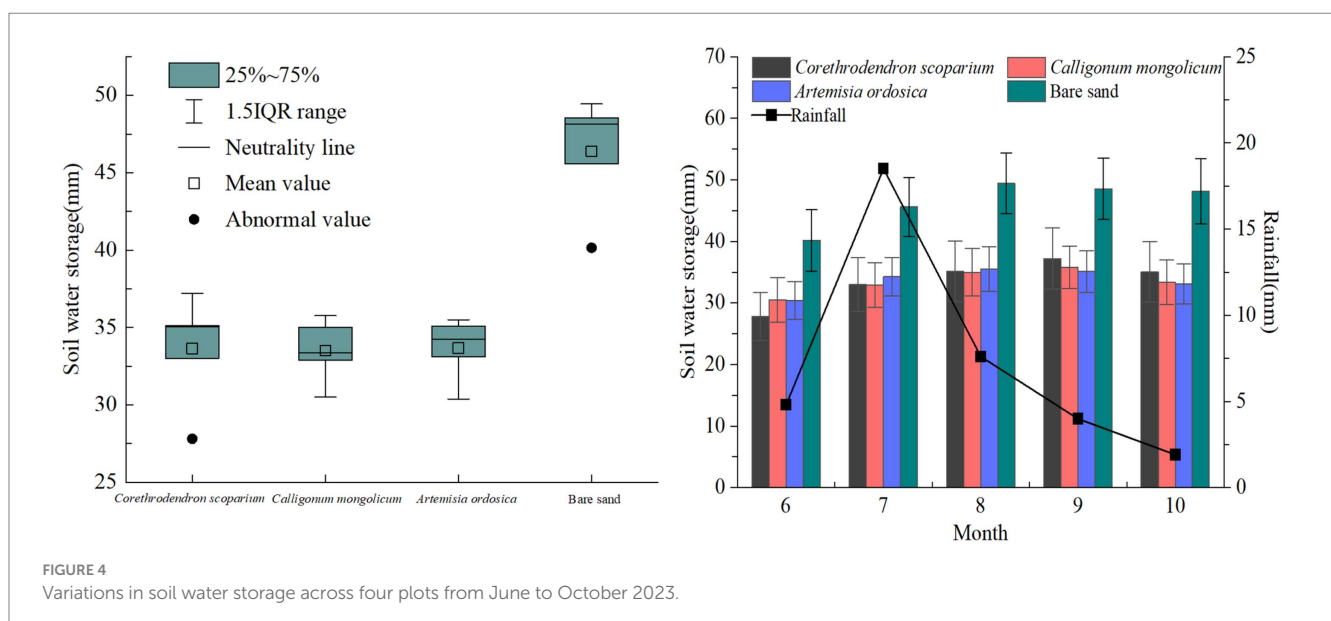 Soil water storage(mm)
50
45
40
35
30
25
25%~75%
1.5IQR range
Neutrality line
Mean value
Abnormal value
Corethrodendron scoparium
Calligonum mongolicum
Artemisia ordosica
Bare sand
Soil water storage(mm)
70
60
50
40
30
20
10
0
Corethrodendron scoparium
Calligonum mongolicum
Artemisia ordosica
Bare sand
Rainfall
25
20
15
10
5
0
Rainfall(mm)
6 7 8 9 10
Month
FIGURE 4
Variations in soil water storage across four plots from June to October 2023.